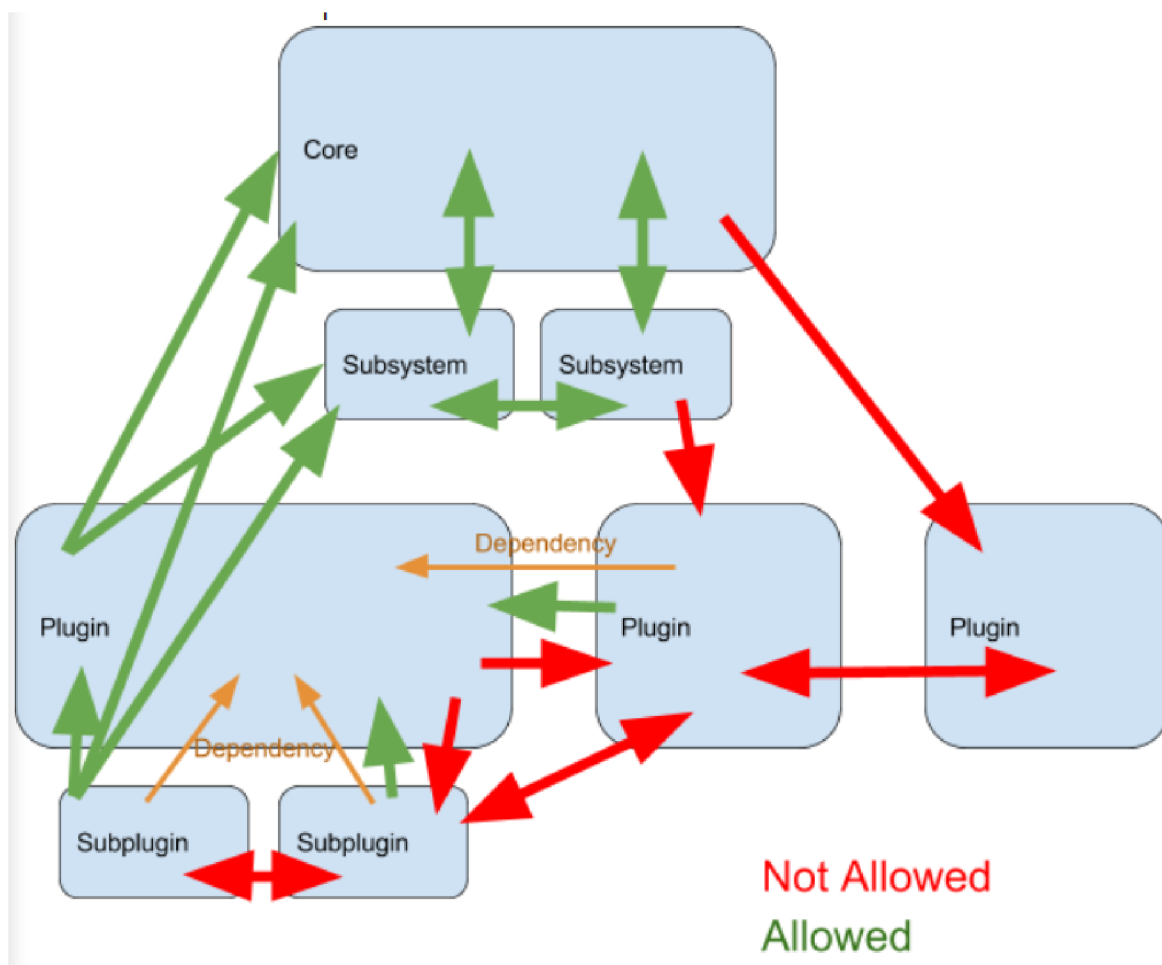 Core
Subsystem
Subsystem
Dependency
Plugin
Plugin
Plugin
Dependency
Subplugin
Subplugin
Not Allowed
Allowed